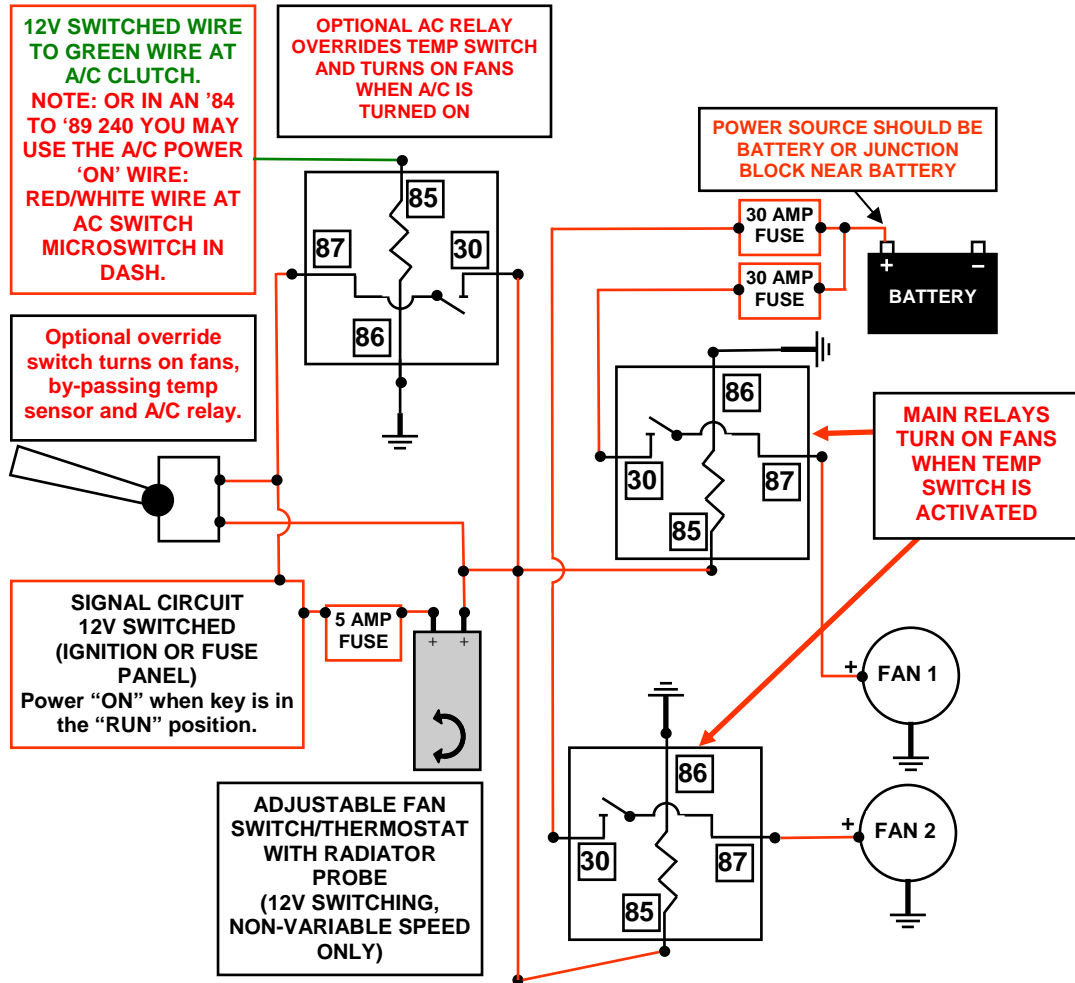 12V SWITCHED WIRE
TO GREEN WIRE AT
A/C CLUTCH.
NOTE: OR IN AN ’84
TO ‘89 240 YOU MAY
USE THE A/C POWER
‘ON’ WIRE:
RED/WHITE WIRE AT
AC SWITCH
MICROSWITCH IN
DASH.
OPTIONAL AC RELAY
OVERRIDES TEMP SWITCH
AND TURNS ON FANS
WHEN A/C IS
TURNED ON
POWER SOURCE SHOULD BE
BATTERY OR JUNCTION
BLOCK NEAR BATTERY
85
87
30
86
30 AMP
FUSE
30 AMP
FUSE
+
–
BATTERY
Optional override
switch turns on fans,
by-passing temp
sensor and A/C relay.
86
30
87
85
MAIN RELAYS
TURN ON FANS
WHEN TEMP
SWITCH IS
ACTIVATED
SIGNAL CIRCUIT
12V SWITCHED
(IGNITION OR FUSE
PANEL)
Power “ON” when key is in
the “RUN” position.
5 AMP
FUSE
+ +
+
FAN 1
ADJUSTABLE FAN
SWITCH/THERMOSTAT
WITH RADIATOR
PROBE
(12V SWITCHING,
NON-VARIABLE SPEED
ONLY)
86
30
87
85
+
FAN 2